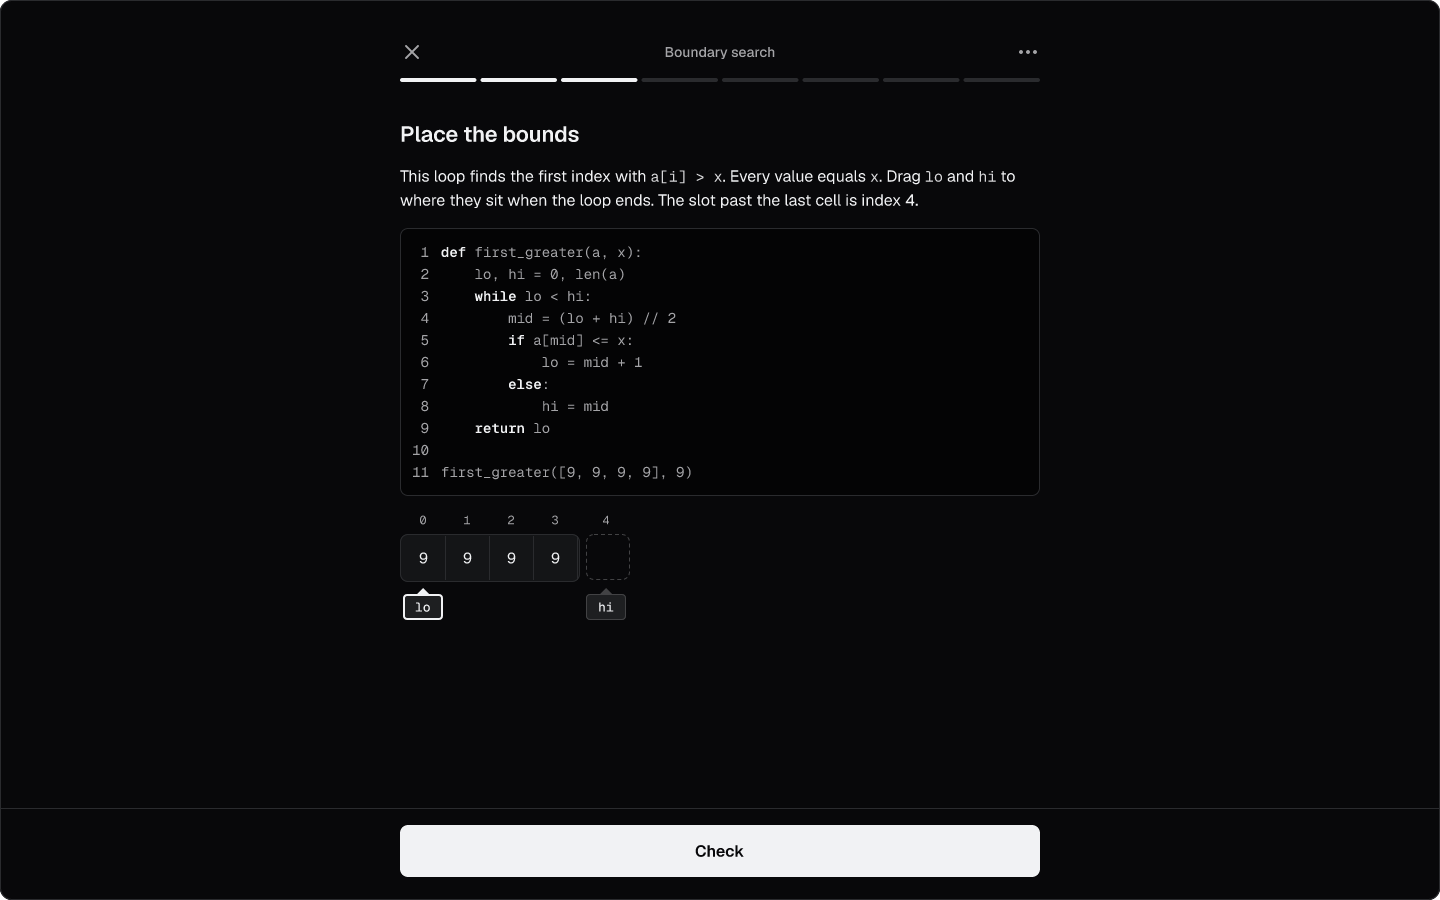 Boundary search
Place the bounds
This loop finds the first index with a[i] > x. Every value equals x. Drag lo and hi to
where they sit when the loop ends. The slot past the last cell is index 4.
1 def first_greater(a, x):
2     lo, hi = 0, len(a)
3     while lo < hi:
4         mid = (lo + hi) // 2
5         if a[mid] <= x:
6             lo = mid + 1
7         else:
8             hi = mid
9     return lo
10
11 first_greater([9, 9, 9, 9], 9)
0 1 2 3 4
9 9 9 9
lo hi
Check